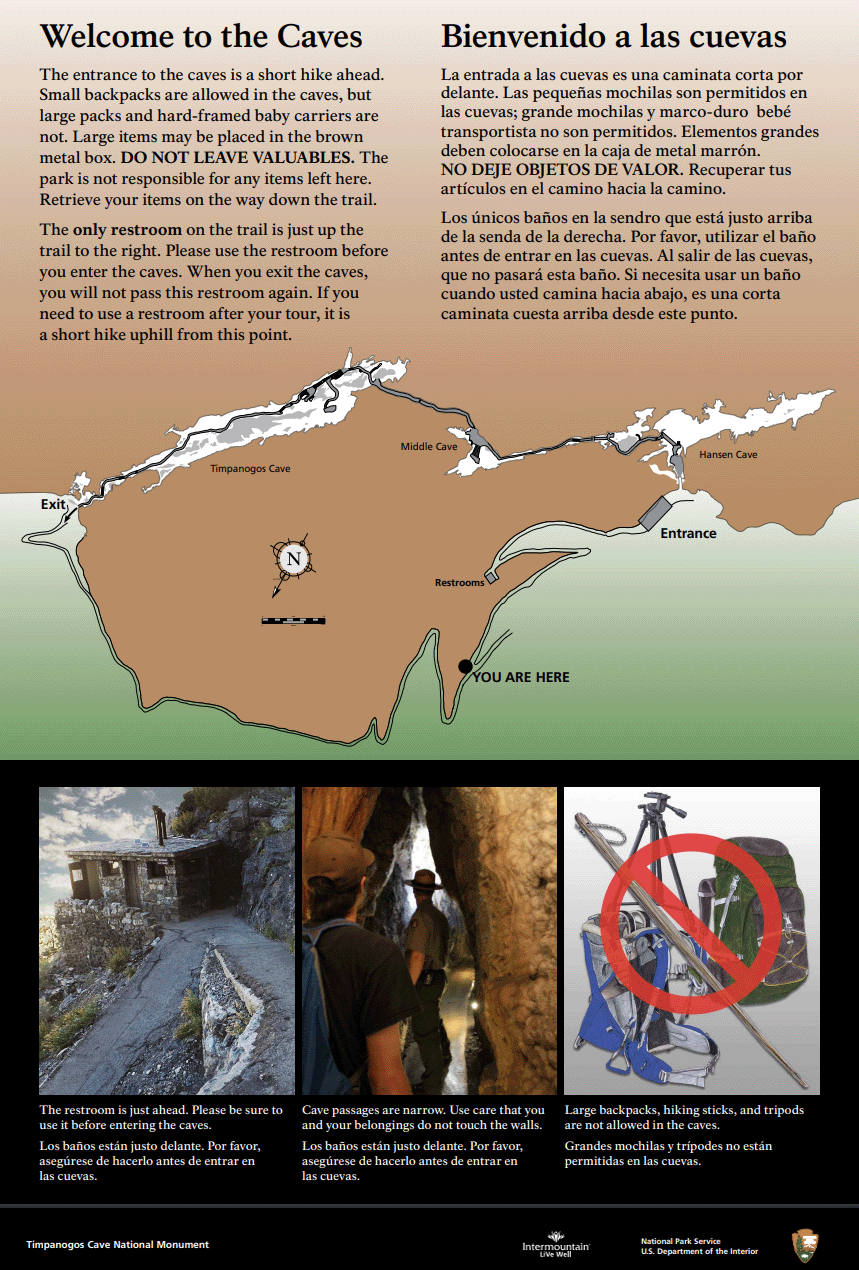 Welcome to the Caves
The entrance to the caves is a short hike ahead.
Small backpacks are allowed in the caves, but
large packs and hard-framed baby carriers are
not. Large items may be placed in the brown
metal box. DO NOT LEAVE VALUABLES. The
park is not responsible for any items left here.
Retrieve your items on the way down the trail.
The only restroom on the trail is just up the
trail to the right. Please use the restroom before
you enter the caves. When you exit the caves,
you will not pass this restroom again. If you
need to use a restroom after your tour, it is
a short hike uphill from this point.
Bienvenido a las cuevas
La entrada a las cuevas es una caminata corta por
delante. Las pequeñas mochilas son permitidos en
las cuevas; grande mochilas y marco-duro bebé
transportista no son permitidos. Elementos grandes
deben colocarse en la caja de metal marrón.
NO DEJE OBJETOS DE VALOR. Recuperar tus
artículos en el camino hacia la camino.
Los únicos baños en la sendro que está justo arriba
de la senda de la derecha. Por favor, utilizar el baño
antes de entrar en las cuevas. Al salir de las cuevas,
que no pasará esta baño. Si necesita usar un baño
cuando usted camina hacia abajo, es una corta
caminata cuesta arriba desde este punto.
Timpanogos Cave
Middle Cave
Hansen Cave
Exit
Entrance
N
Restrooms
YOU ARE HERE
The restroom is just ahead. Please be sure to
use it before entering the caves.
Los baños están justo delante. Por favor,
asegúrese de hacerlo antes de entrar en
las cuevas.
Cave passages are narrow. Use care that you
and your belongings do not touch the walls.
Los baños están justo delante. Por favor,
asegúrese de hacerlo antes de entrar en
las cuevas.
Large backpacks, hiking sticks, and tripods
are not allowed in the caves.
Grandes mochilas y trípodes no están
permitidas en las cuevas.
Timpanogos Cave National Monument
Intermountain
LiVe Well
National Park Service
U.S. Department of the Interior